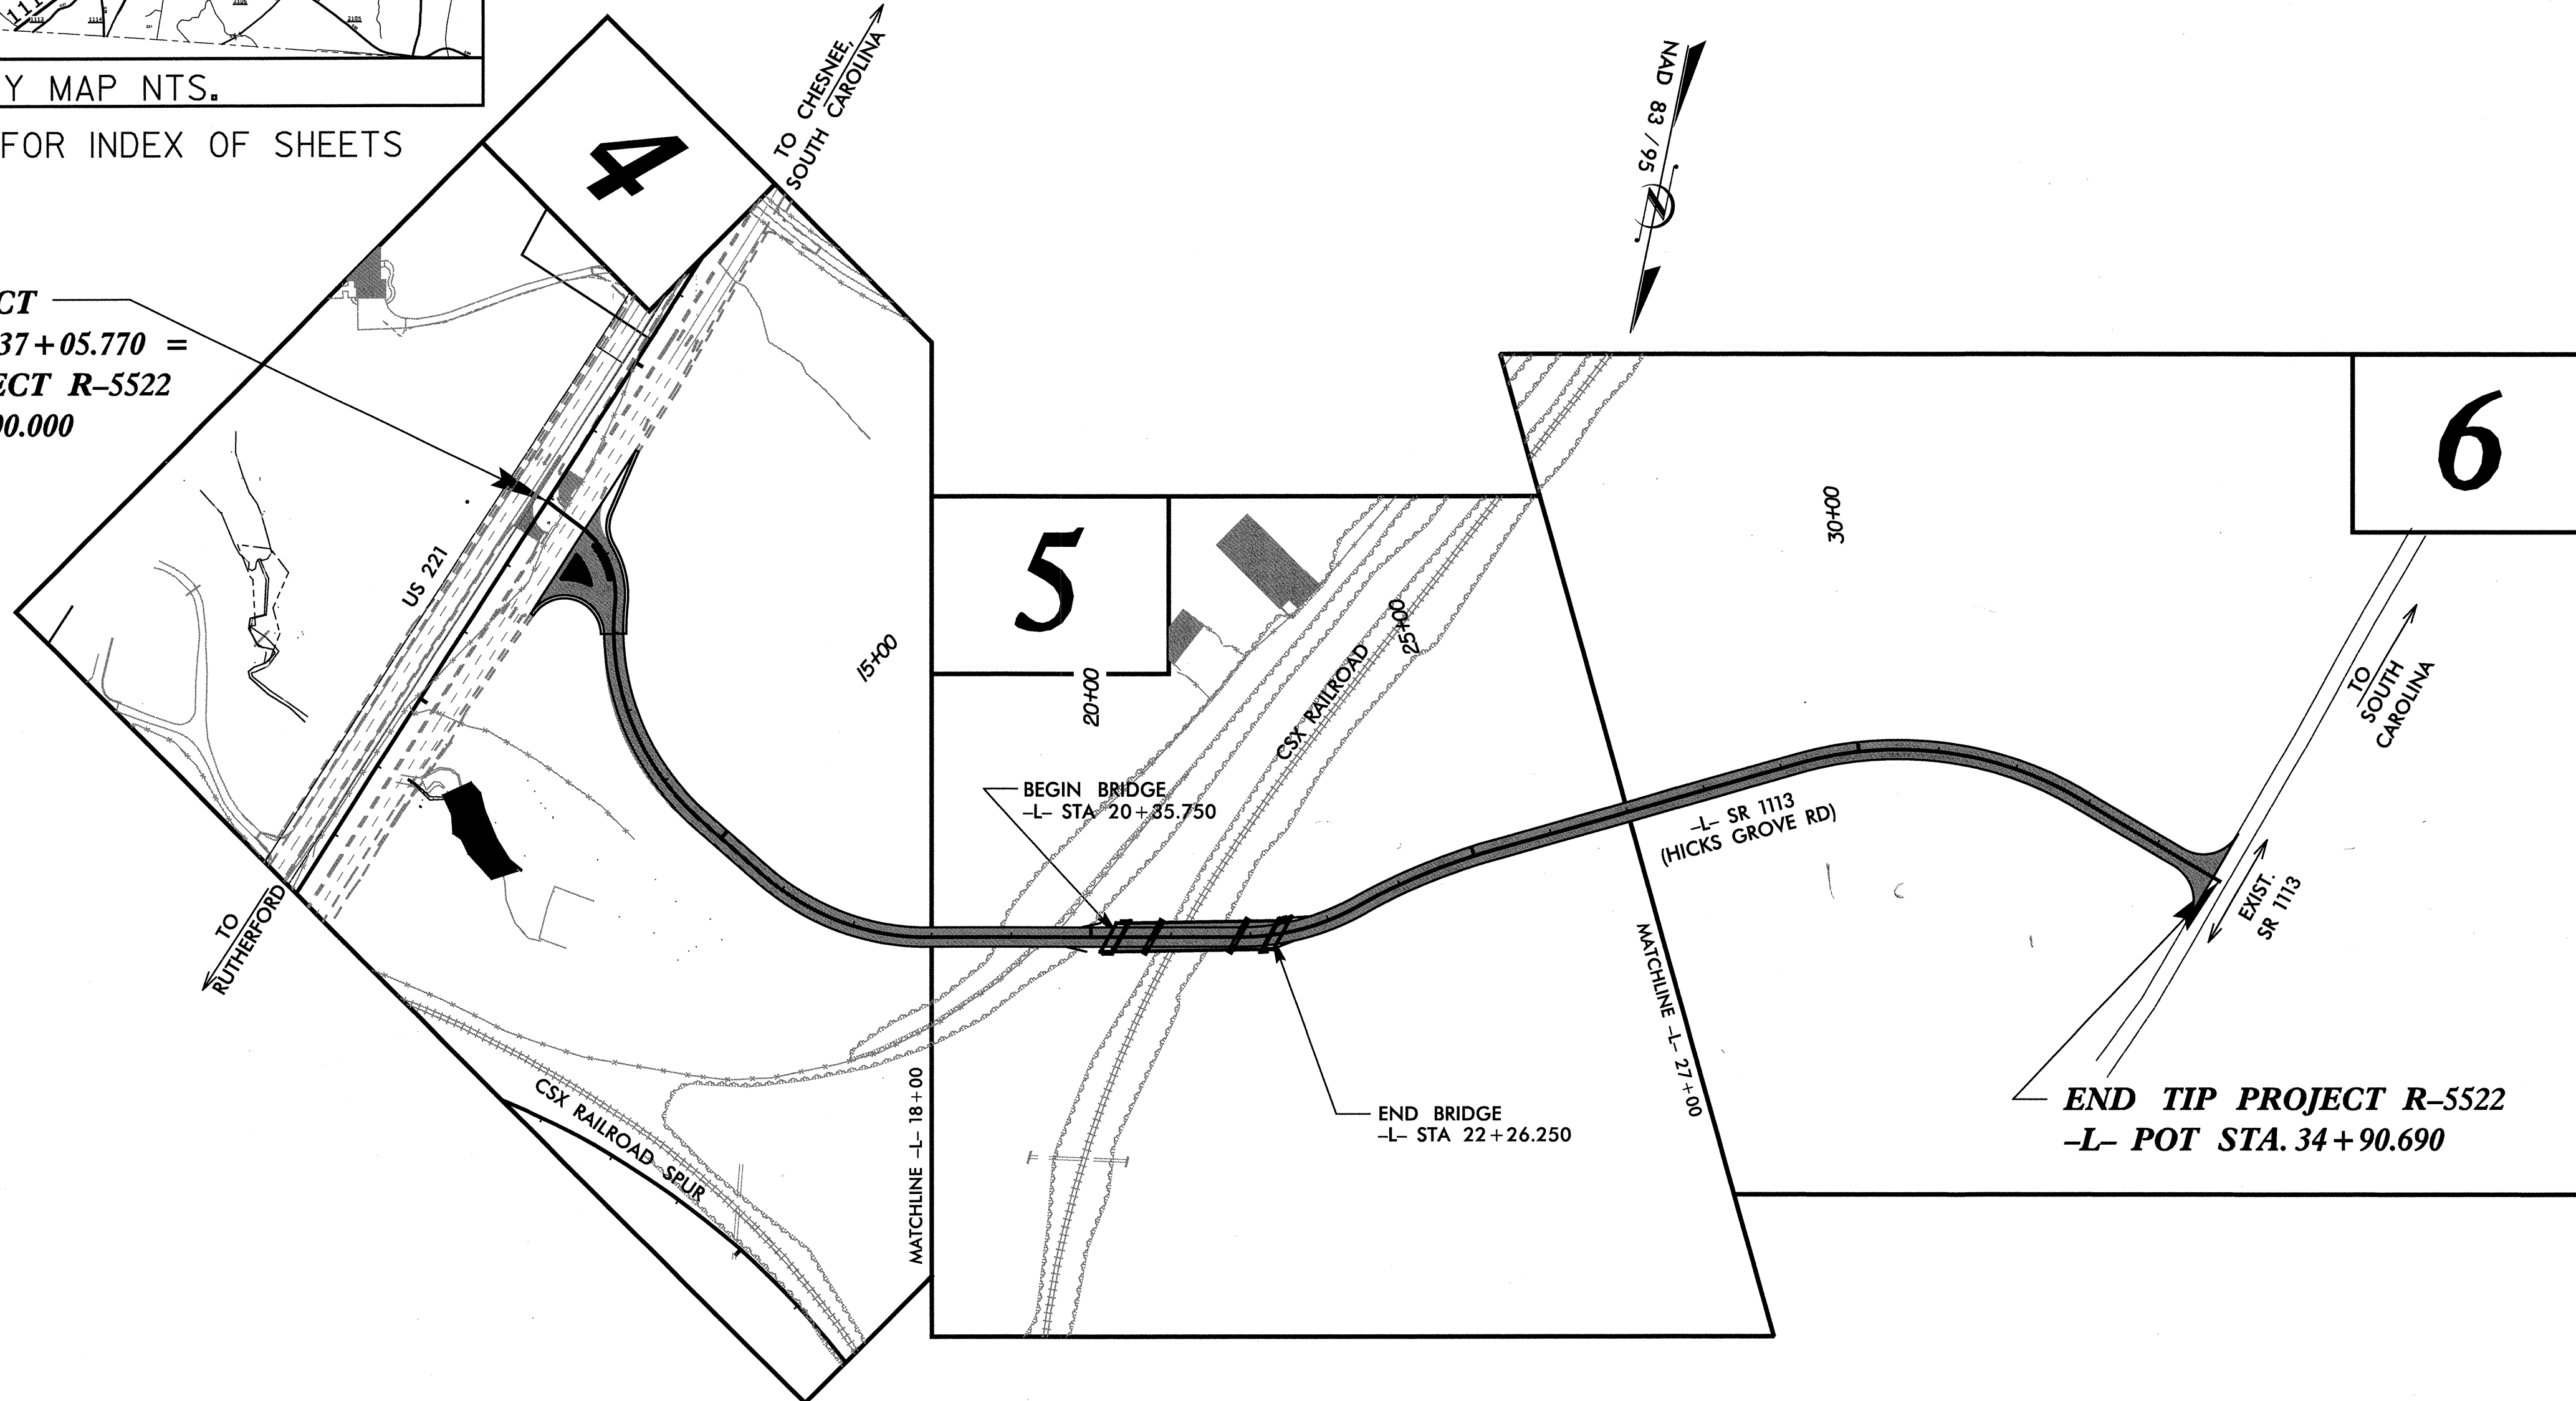 Y MAP NTS.
FOR INDEX OF SHEETS
4
TO CHESNEE,
SOUTH CAROLINA
NAD 83 / 95
CT
37+05.770 =
ECT R-5522
00.000
US 221
TO
RUTHERFORD
15+00
5
20+00
25+00
CSX RAILROAD
BEGIN BRIDGE
-L- STA 20+35.750
END BRIDGE
-L- STA 22+26.250
CSX RAILROAD SPUR
MATCHLINE -L- 18+00
MATCHLINE -L- 27+00
30+00
6
-L- SR 1113
(HICKS GROVE RD)
TO
SOUTH
CAROLINA
EXIST.
SR 1113
END TIP PROJECT R-5522
-L- POT STA. 34+90.690